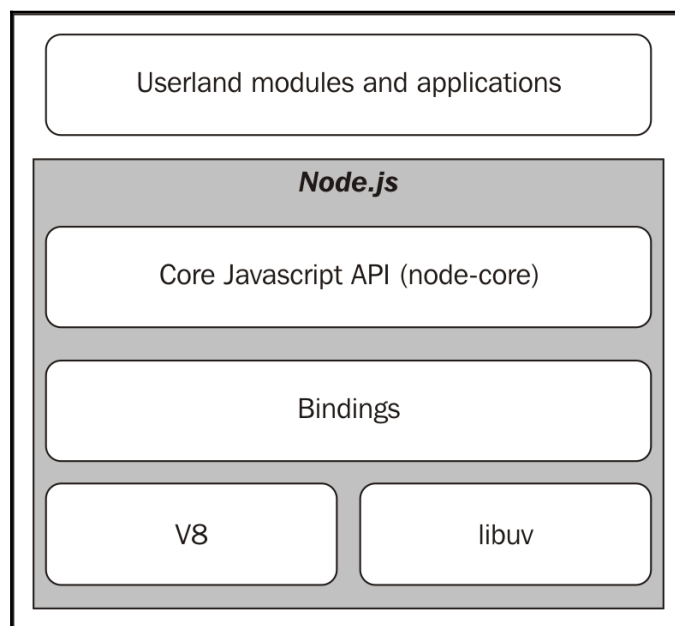 Userland modules and applications
Node.js
Core Javascript API (node-core)
Bindings
V8
libuv